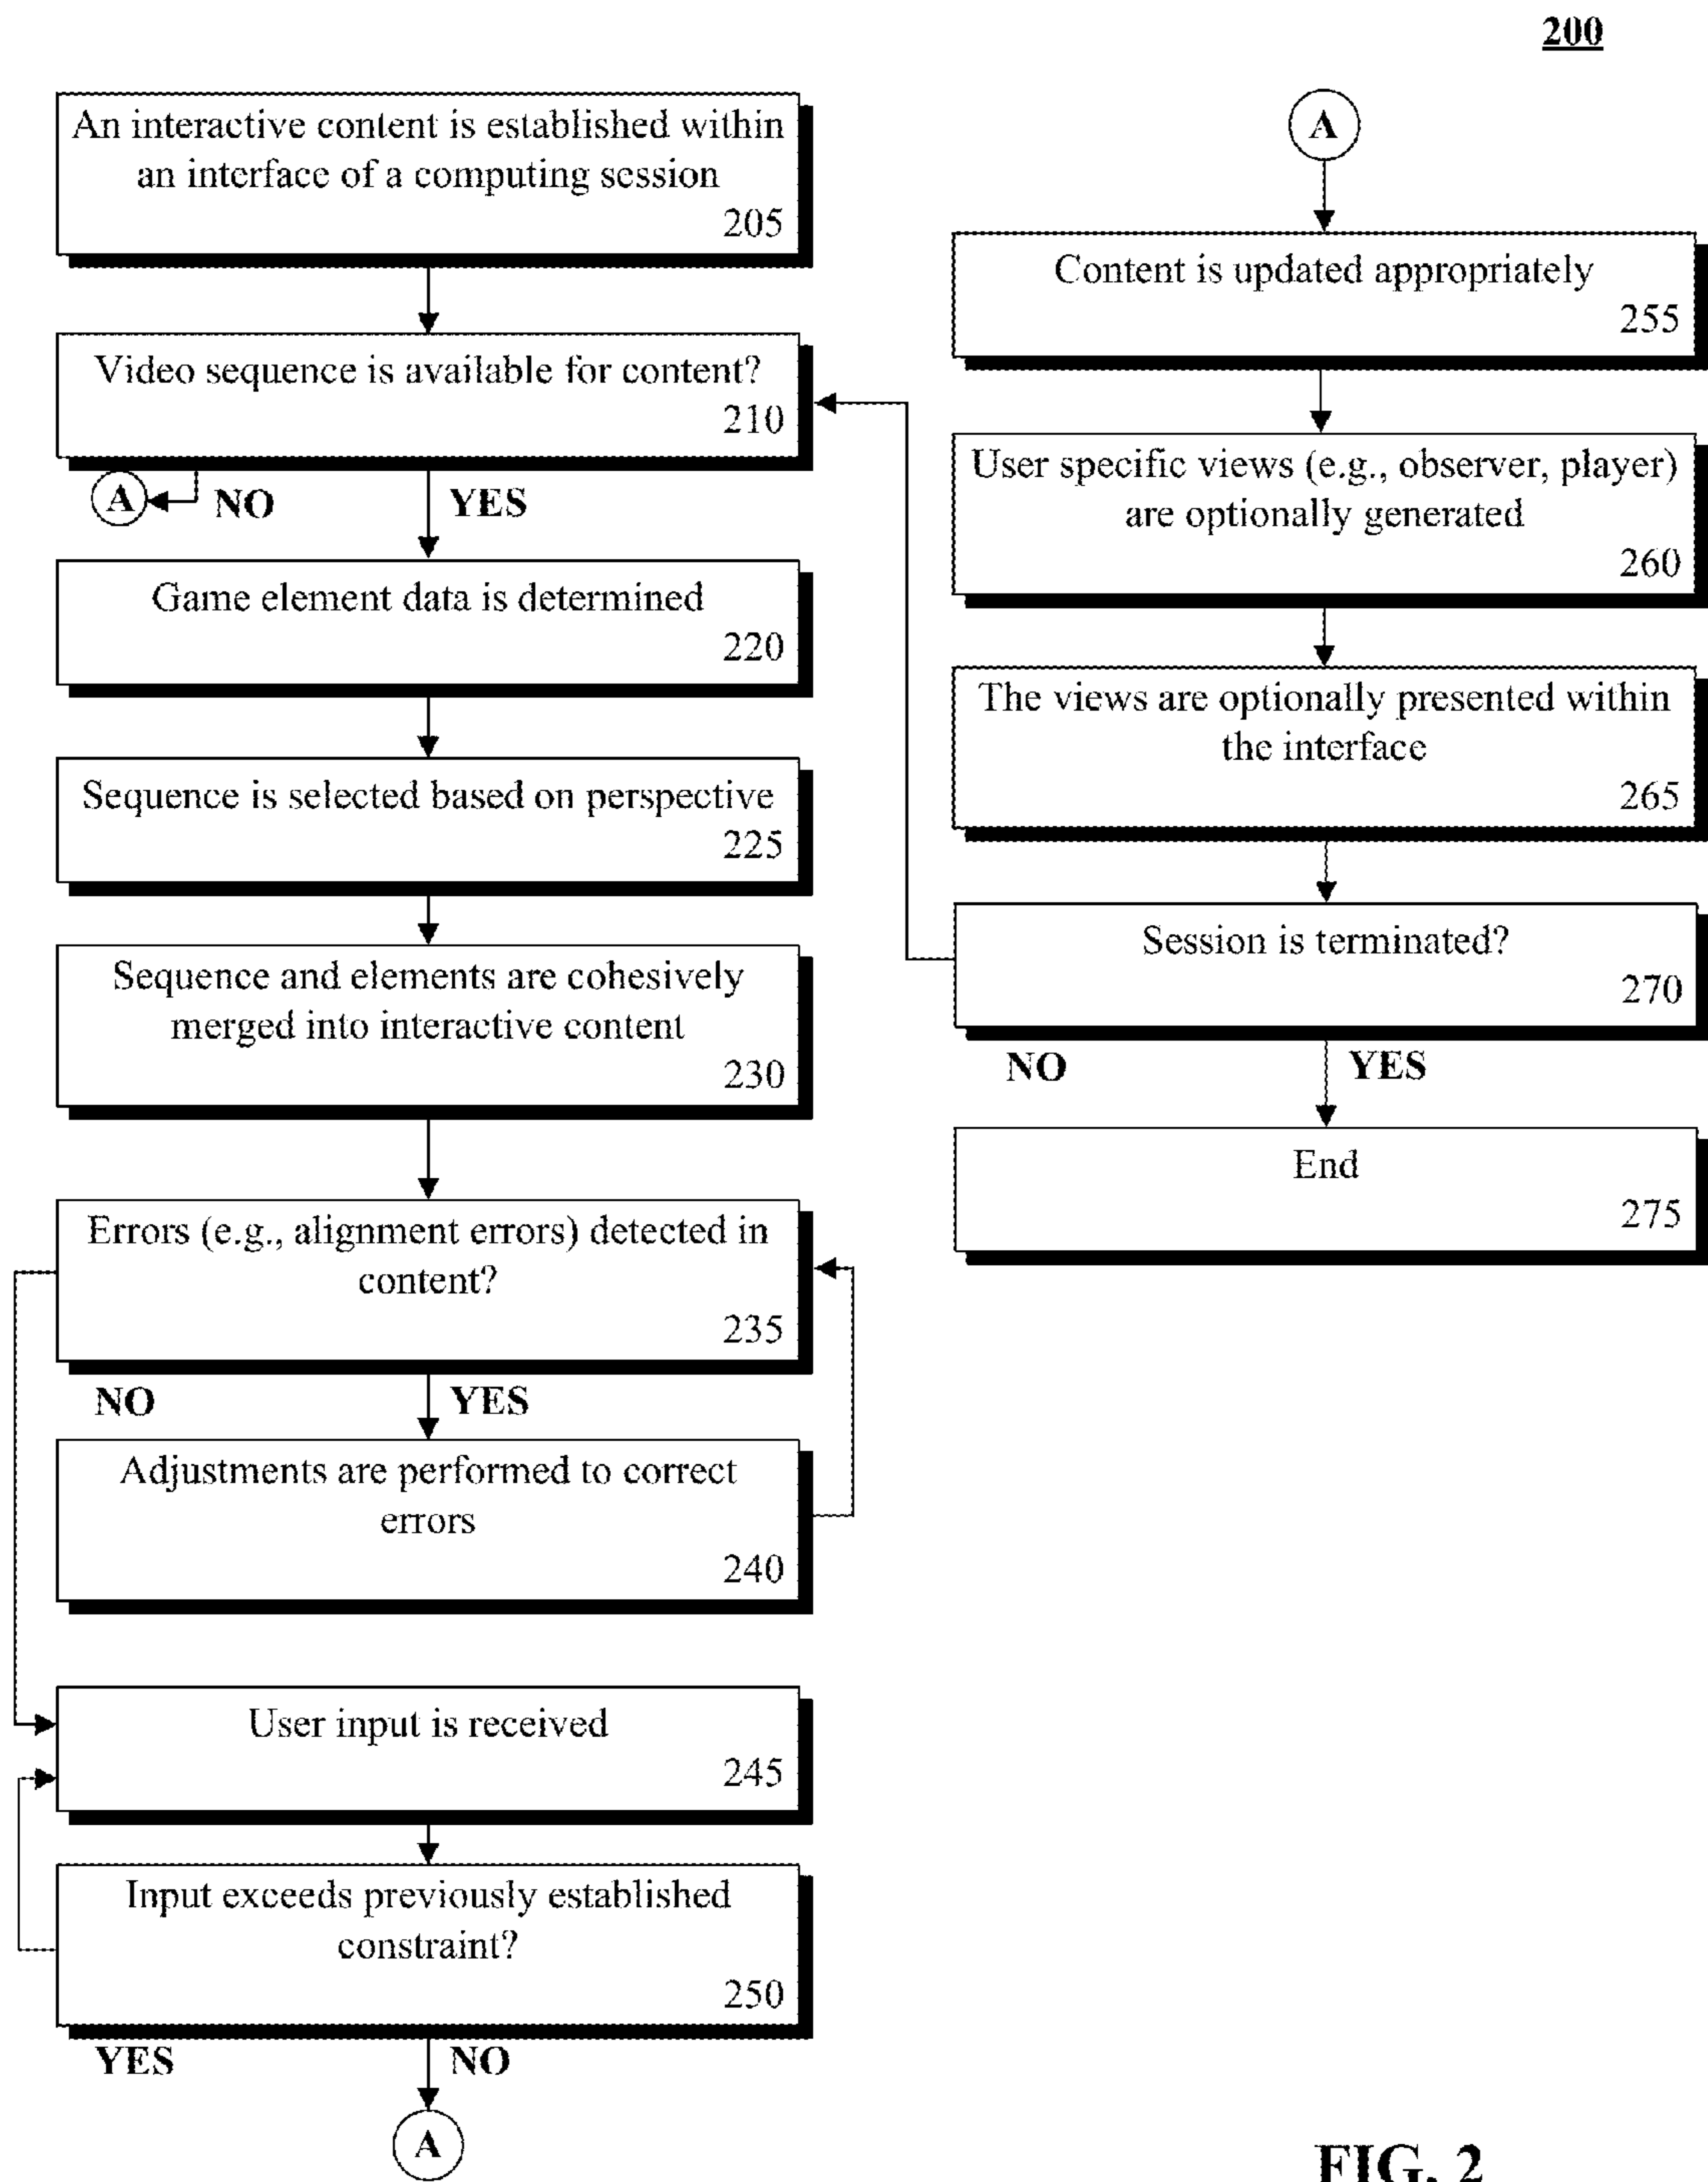 200
An interactive content is established within
an interface of a computing session
205
Video sequence is available for content?
210
A
NO
YES
Game element data is determined
220
Sequence is selected based on perspective
225
Sequence and elements are cohesively
merged into interactive content
230
Errors (e.g., alignment errors) detected in
content?
235
NO
YES
Adjustments are performed to correct
errors
240
User input is received
245
Input exceeds previously established
constraint?
250
YES
NO
A
A
Content is updated appropriately
255
User specific views (e.g., observer, player)
are optionally generated
260
The views are optionally presented within
the interface
265
Session is terminated?
270
NO
YES
End
275
FIG. 2